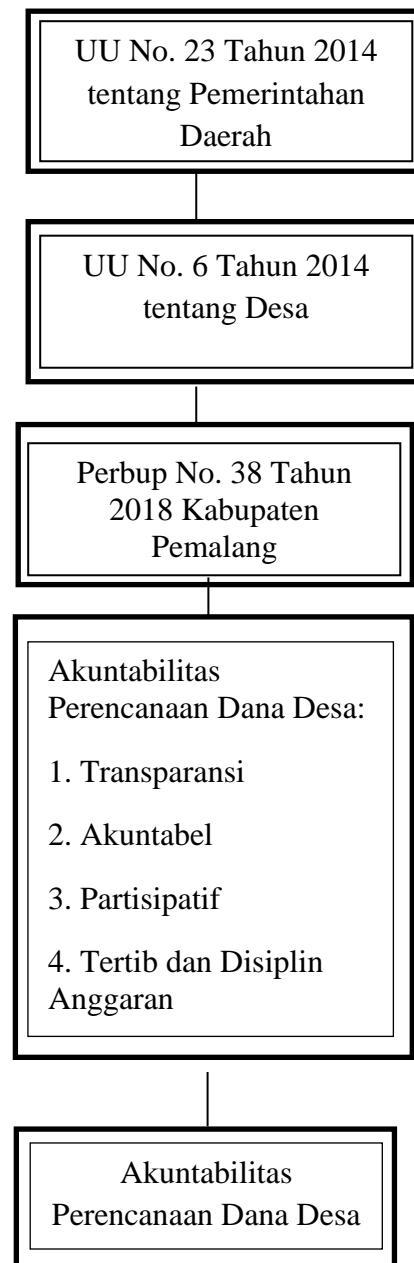 UU No. 23 Tahun 2014
tentang Pemerintahan
Daerah
UU No. 6 Tahun 2014
tentang Desa
Perbup No. 38 Tahun
2018 Kabupaten
Pemalang
Akuntabilitas
Perencanaan Dana Desa:
1. Transparansi
2. Akuntabel
3. Partisipatif
4. Tertib dan Disiplin
Anggaran
Akuntabilitas
Perencanaan Dana Desa